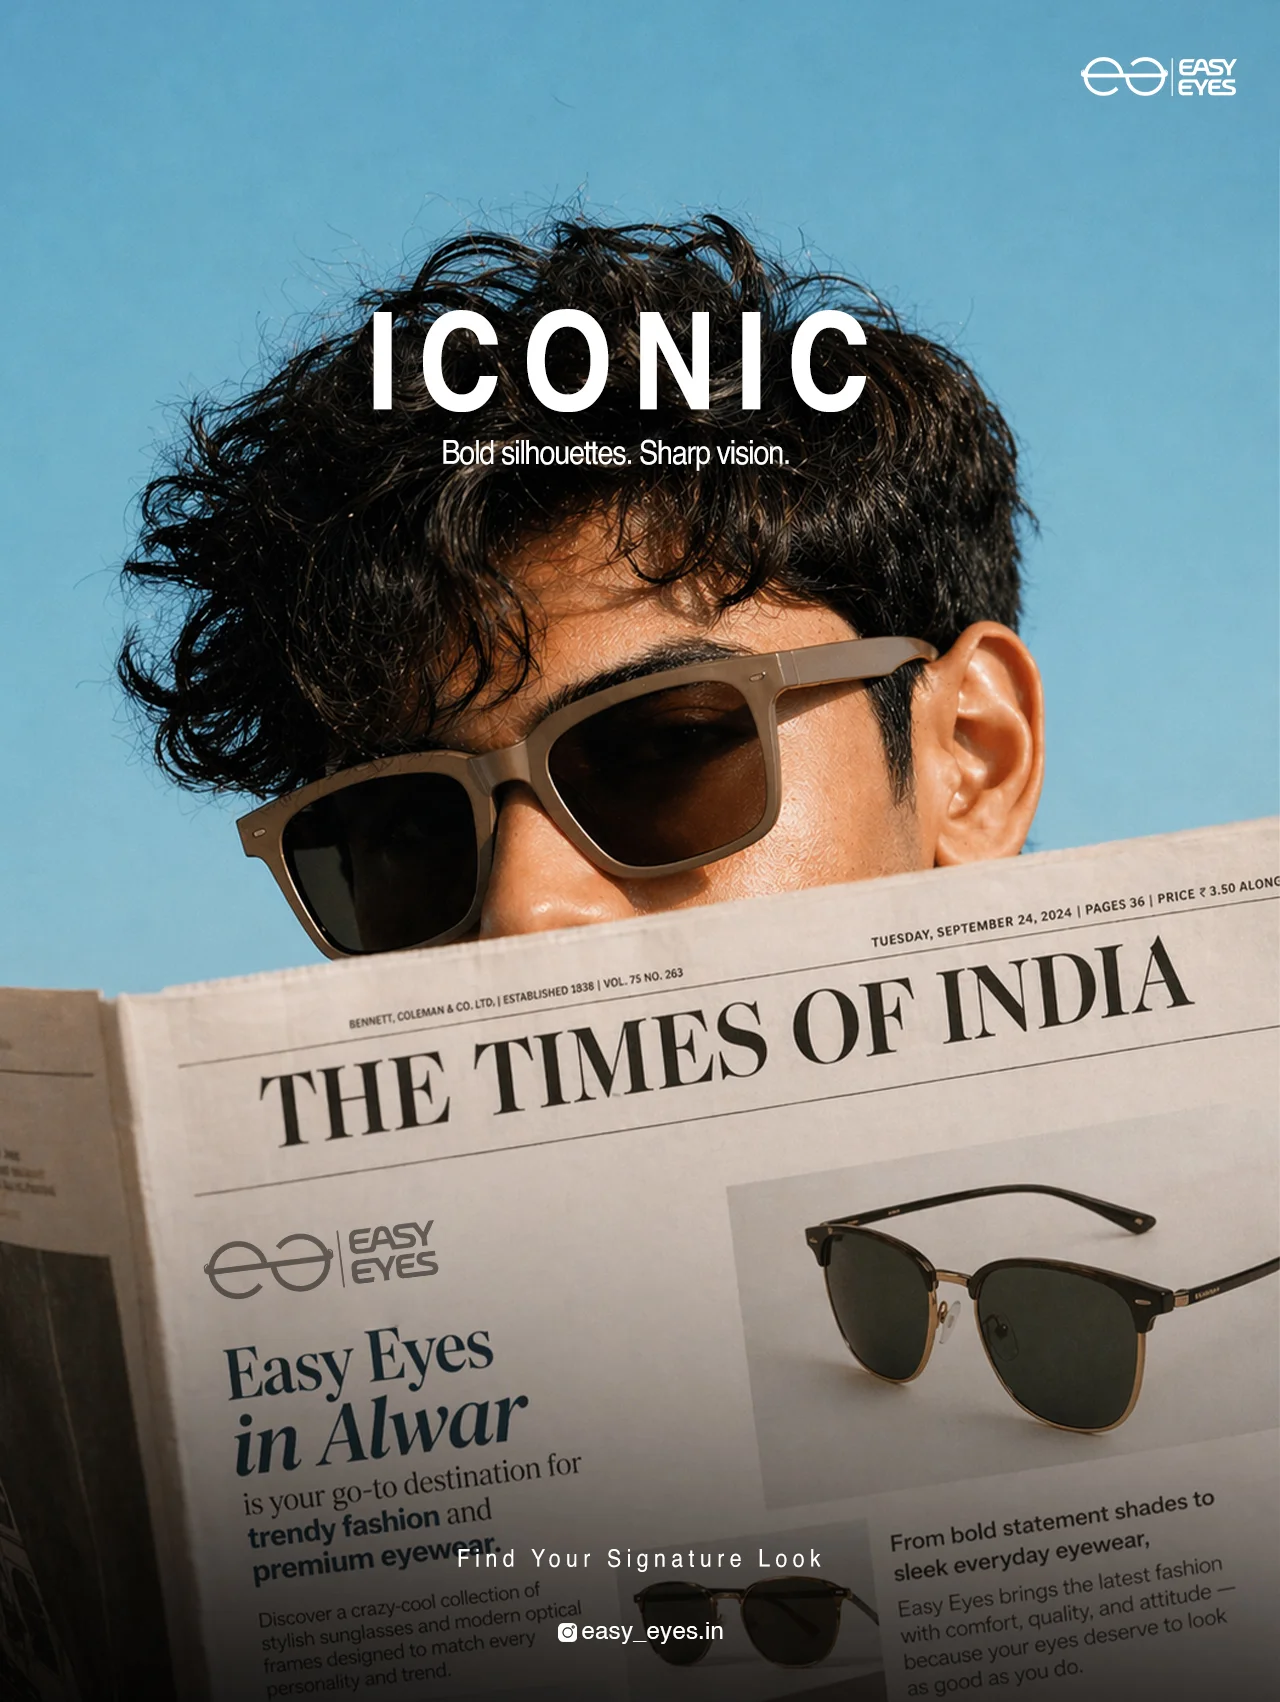 EASY
EYES
ICONIC
Bold silhouettes. Sharp vision.
BENNETT, COLEMAN & CO. LTD, | ESTABLISHED 1838 | VOL. 75 NO. 263
TUESDAY, SEPTEMBER 24, 2024 | PAGES 36 | PRICE ₹ 3.50 ALONG
THE TIMES OF INDIA
EASY
EYES
Easy Eyes
in Alwar
is your go-to destination for
trendy fashion and
premium eyewear.
Discover a crazy-cool collection of
stylish sunglasses and modern optical
frames designed to match every
personality and trend.
From bold statement shades to
sleek everyday eyewear,
Easy Eyes brings the latest fashion
with comfort, quality, and attitude —
because your eyes deserve to look
as good as you do.
Find Your Signature Look
easy_eyes.in